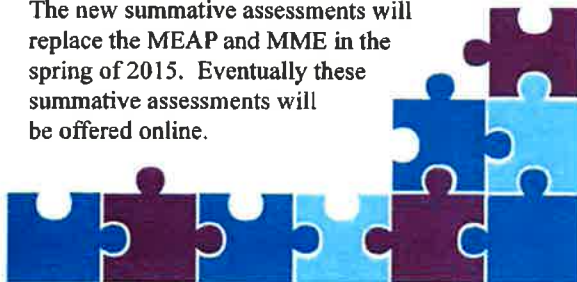 The new summative assessments will
replace the MEAP and MME in the
spring of 2015.  Eventually these
summative assessments will
be offered online.